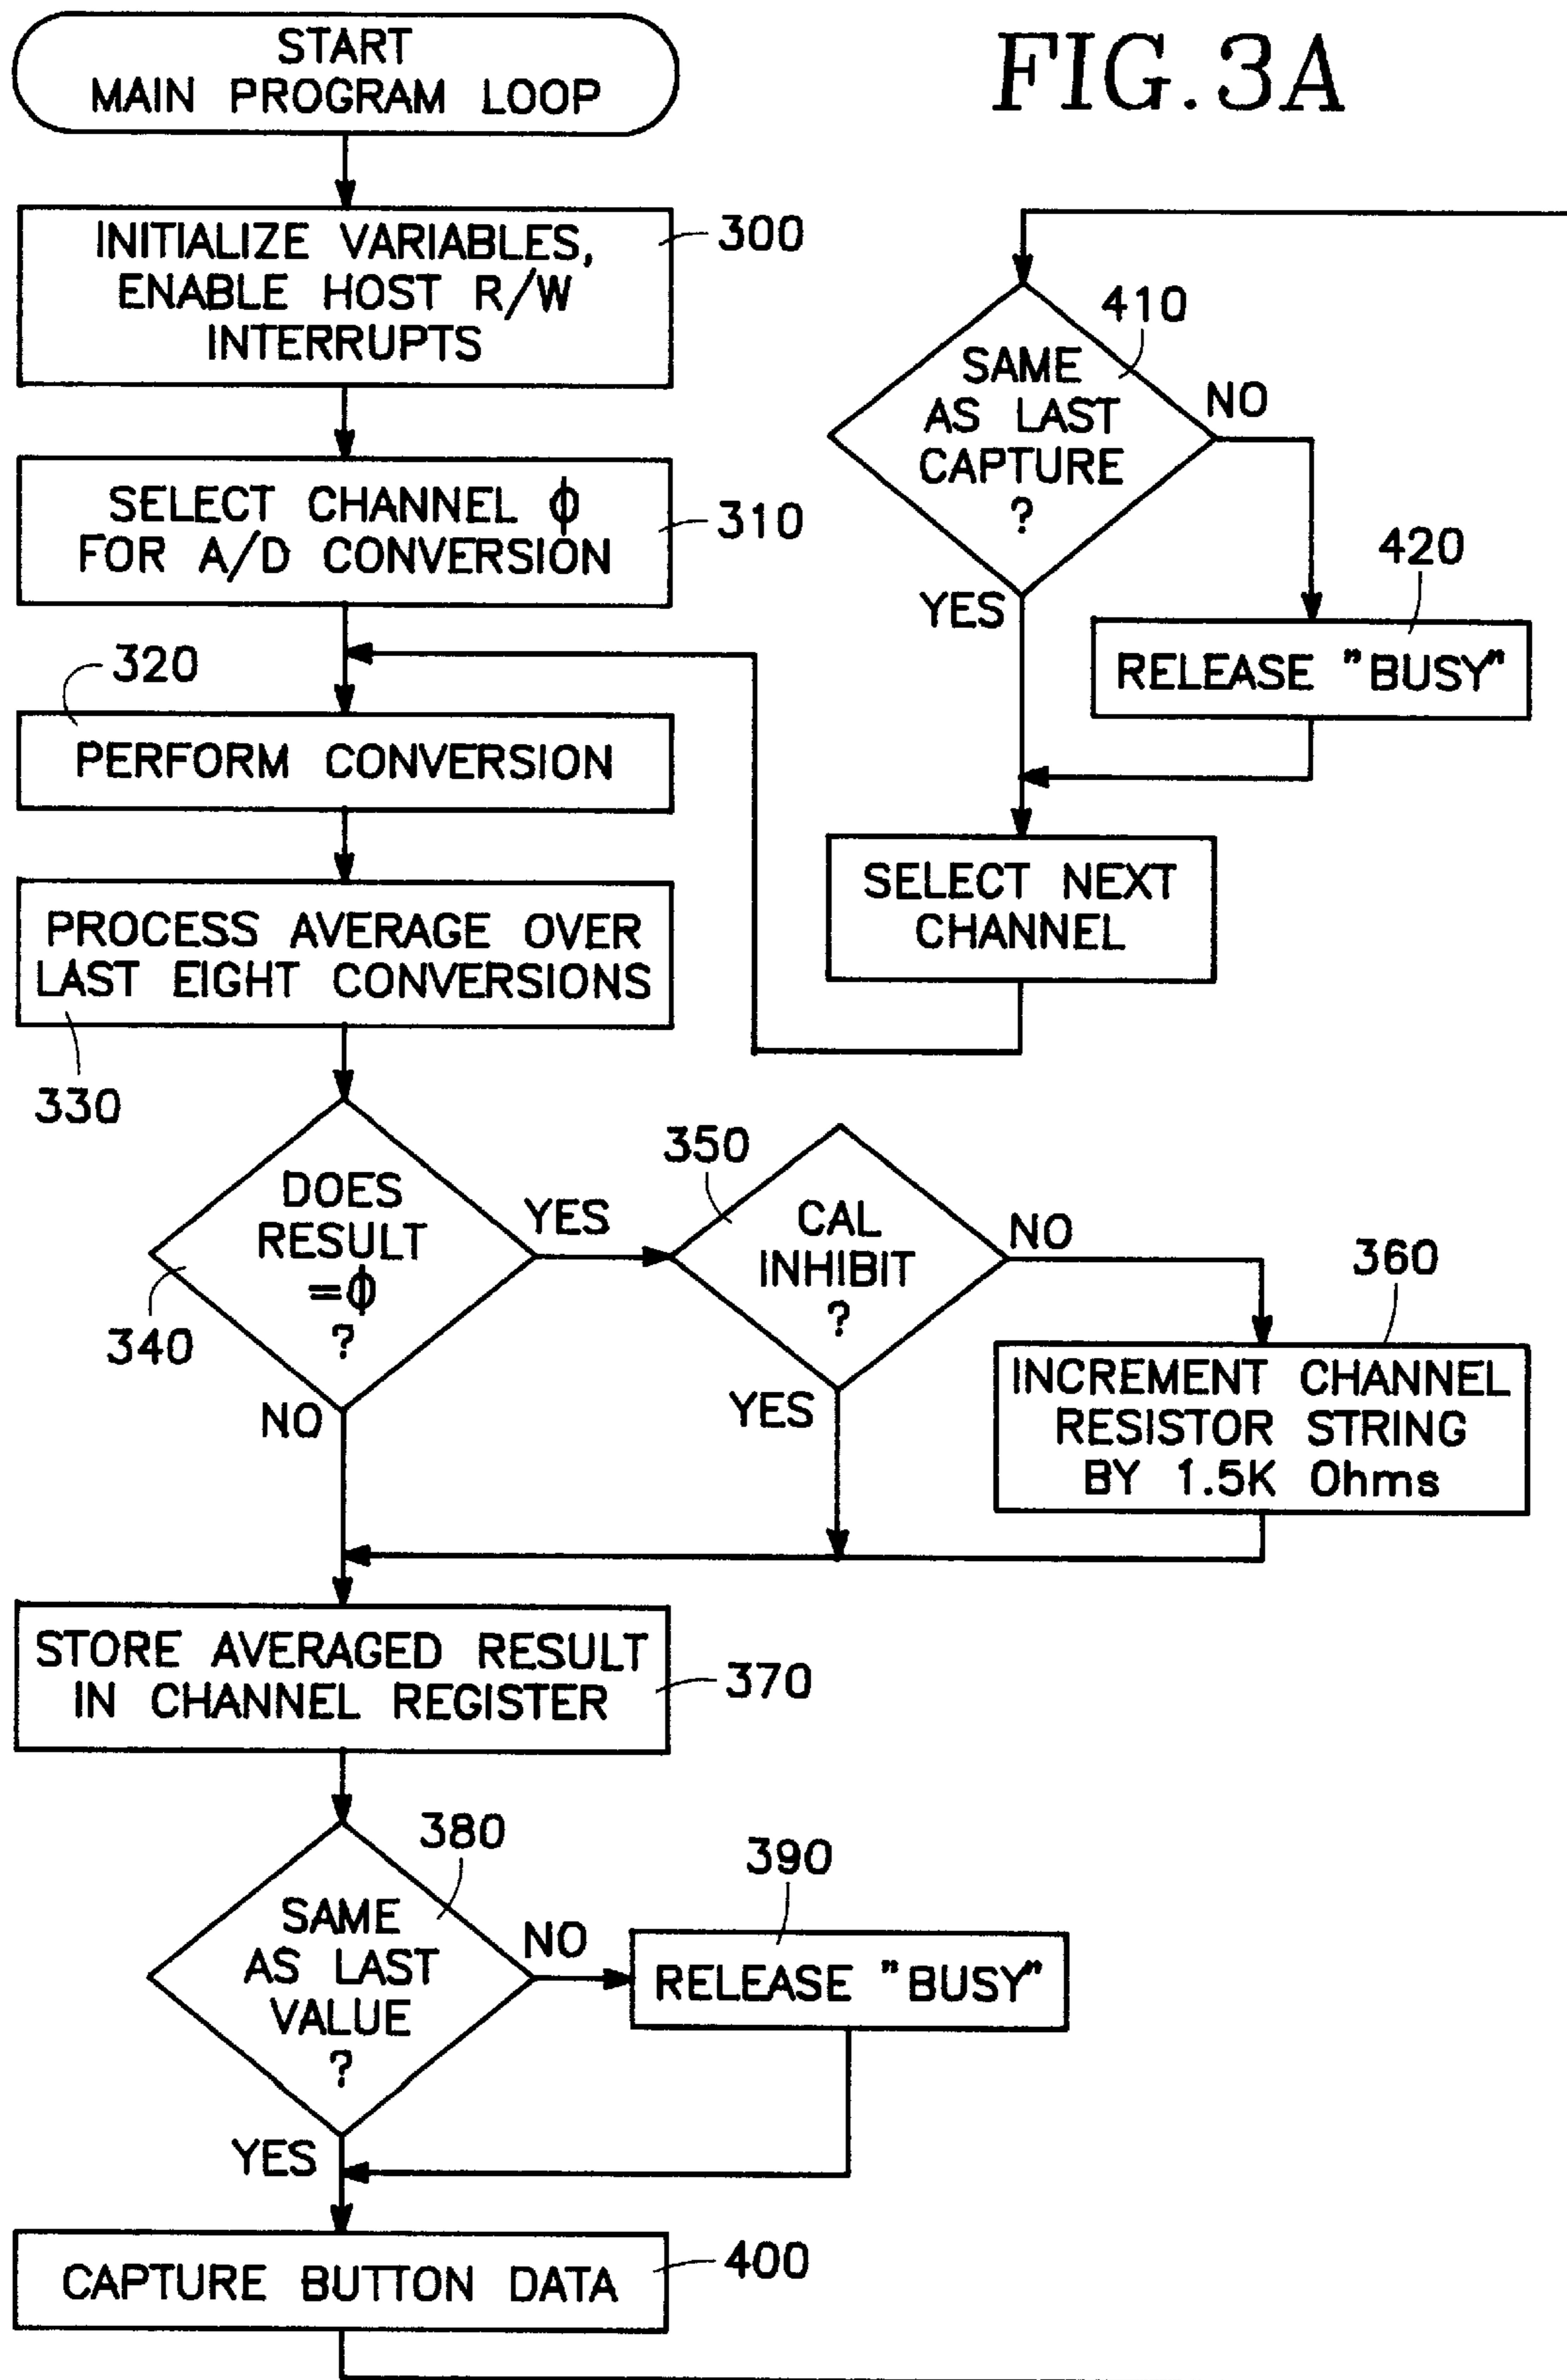 FIG.3A
START
MAIN PROGRAM LOOP
INITIALIZE VARIABLES,
ENABLE HOST R/W
INTERRUPTS
300
SELECT CHANNEL ϕ
FOR A/D CONVERSION
310
320
PERFORM CONVERSION
PROCESS AVERAGE OVER
LAST EIGHT CONVERSIONS
330
DOES
RESULT
=ϕ
?
340
YES
NO
350
CAL
INHIBIT
?
NO
YES
360
INCREMENT CHANNEL
RESISTOR STRING
BY 1.5K Ohms
STORE AVERAGED RESULT
IN CHANNEL REGISTER
370
380
SAME
AS LAST
VALUE
?
NO
YES
390
RELEASE "BUSY"
CAPTURE BUTTON DATA
400
410
SAME
AS LAST
CAPTURE
?
NO
YES
420
RELEASE "BUSY"
SELECT NEXT
CHANNEL